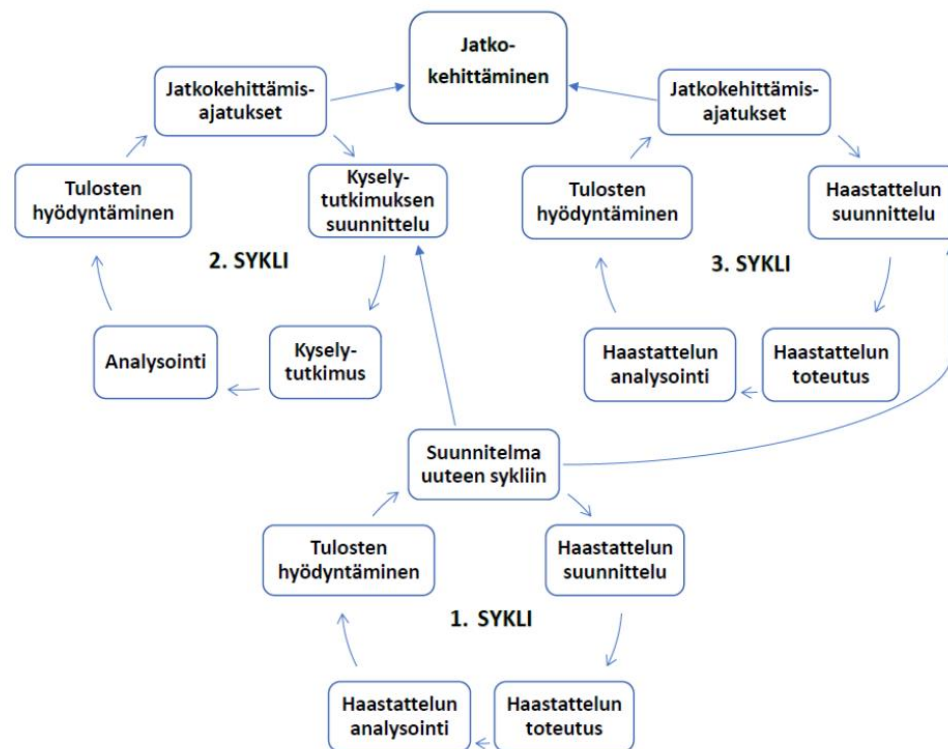 Jatko-
kehittäminen
Jatkokehittämis-
ajatukset
Kysely-
tutkimuksen
suunnittelu
Kysely-
tutkimus
Analysointi
Tulosten
hyödyntäminen
2. SYKLI
Jatkokehittämis-
ajatukset
Haastattelun
suunnittelu
Haastattelun
toteutus
Haastattelun
analysointi
Tulosten
hyödyntäminen
3. SYKLI
Suunnitelma
uuteen sykliin
Haastattelun
suunnittelu
Haastattelun
toteutus
Haastattelun
analysointi
Tulosten
hyödyntäminen
1. SYKLI